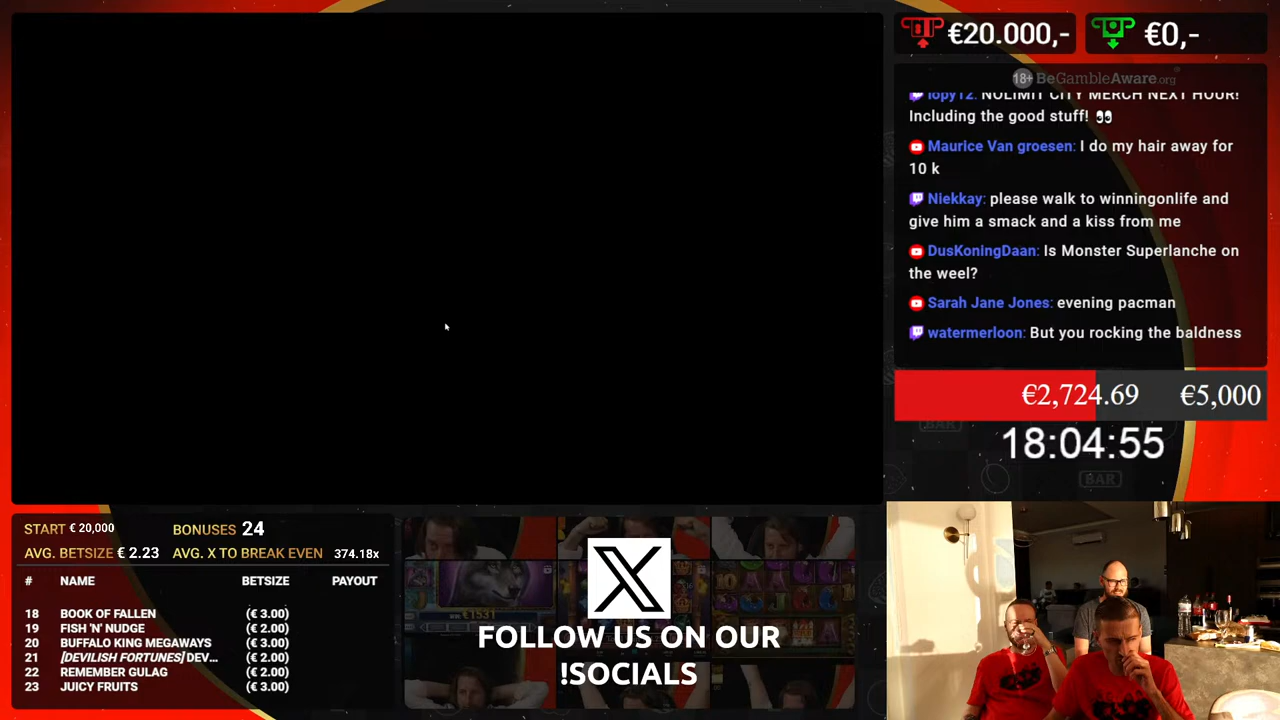 €20.000,-
€0,-
18+ BeGambleAware.org
lopy12: NOLIMIT CITY MERCH NEXT HOUR!
Including the good stuff! 👀
Maurice Van groesen: I do my hair away for
10 k
Niekkay: please walk to winningonlife and
give him a smack and a kiss from me
DusKoningDaan: Is Monster Superlanche on
the weel?
Sarah Jane Jones: evening pacman
watermerloon: But you rocking the baldness
€2,724.69 €5,000
18:04:55
BAR
BAR
START € 20,000 BONUSES 24
AVG. BETSIZE € 2.23 AVG. X TO BREAK EVEN 374.18x
# NAME BETSIZE PAYOUT
18 BOOK OF FALLEN (€ 3.00)
19 FISH 'N' NUDGE (€ 2.00)
20 BUFFALO KING MEGAWAYS (€ 3.00)
21 [DEVILISH FORTUNES] DEV... (€ 2.00)
22 REMEMBER GULAG (€ 2.00)
23 JUICY FRUITS (€ 3.00)
€1531
X
FOLLOW US ON OUR
!SOCIALS